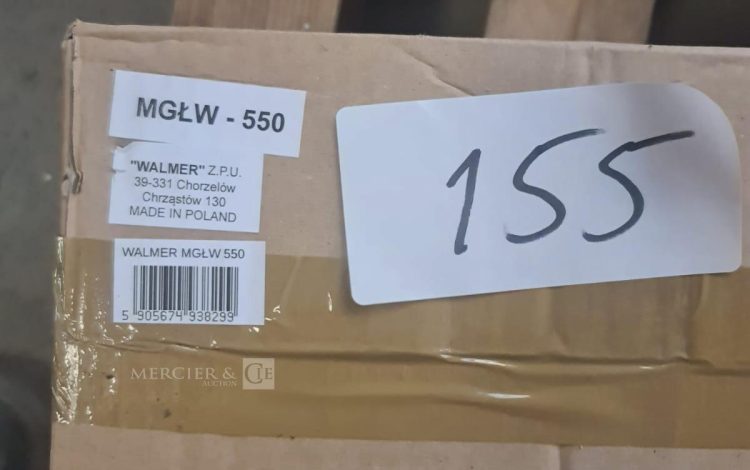 MGŁW - 550
"WALMER" Z.P.U.
39-331 Chorzelów
Chrząstów 130
MADE IN POLAND
WALMER MGŁW 550
5 905674 938299
155
MERCIER & CIE
AUCTION